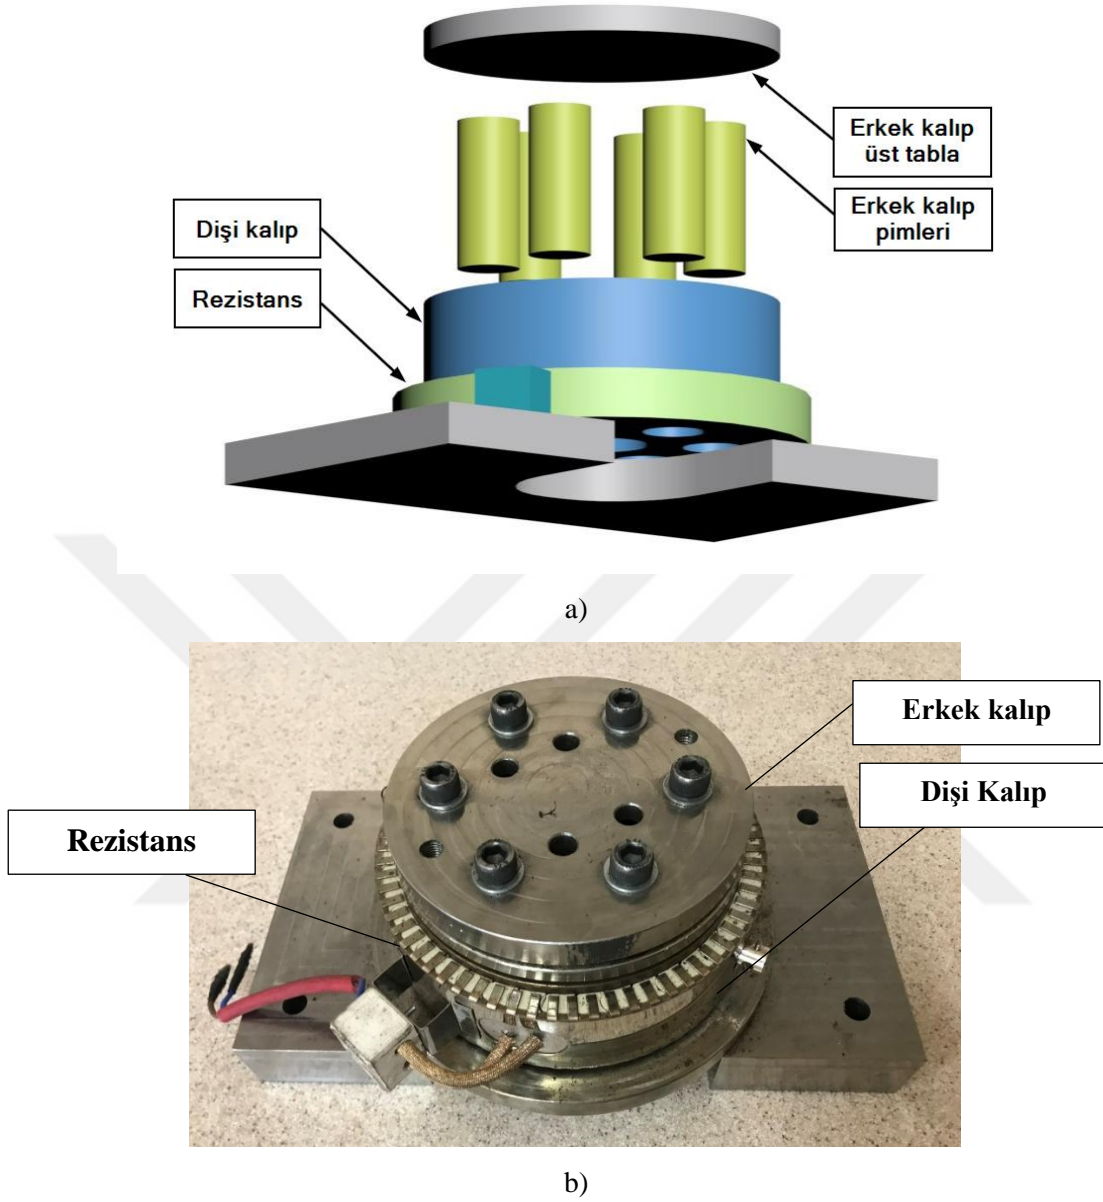 Erkek kalıp
üst tabla
Erkek kalıp
pimleri
Dişi kalıp
Rezistans
a)
Erkek kalıp
Dişi Kalıp
Rezistans
b)